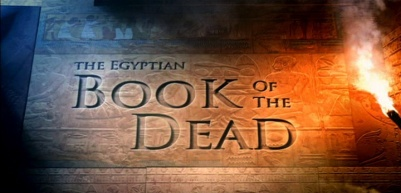 THE EGYPTIAN
BOOK OF THE
DEAD